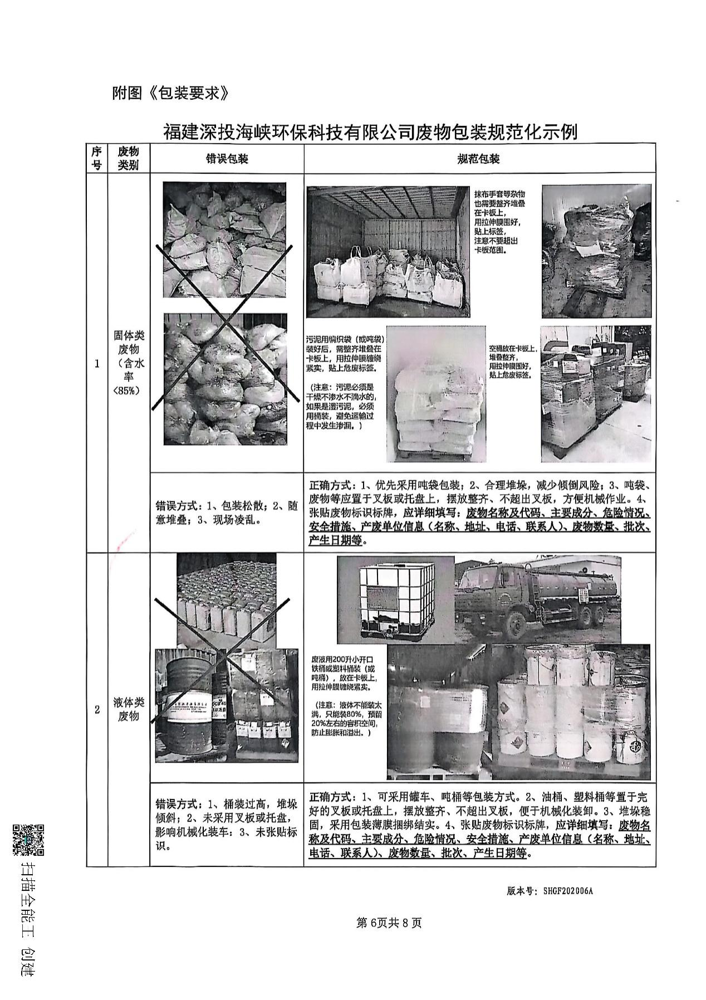 附图《包装要求》
福建深投海峡环保科技有限公司废物包装规范化示例
序
号
废物
类别
错误包装
规范包装
1
固体类
废物
（含水
率
<85%）
抹布手套等杂物
也需要整齐堆叠
在卡板上，
用拉伸膜围好，
贴上标签，
注意不要超出
卡板范围。
污泥用编织袋（或吨袋）
装好后，需整齐堆叠在
卡板上，用拉伸膜缠绕
紧实，贴上危废标签。
（注意：污泥必须是
干燥不渗水不滴水的，
如果是湿污泥，必须
用桶装，避免运输过
程中发生渗漏。）
空桶放在卡板上，
堆叠整齐，
用拉伸膜围好，
贴上危废标签。
错误方式：1、包装松散；2、随
意堆叠；3、现场凌乱。
正确方式：1、优先采用吨袋包装；2、合理堆垛，减少倾倒风险；3、吨袋、
废物等应置于叉板或托盘上，摆放整齐、不超出叉板，方便机械作业。4、
张贴废物标识标牌，应详细填写：废物名称及代码、主要成分、危险情况、
安全措施、产废单位信息（名称、地址、电话、联系人）、废物数量、批次、
产生日期等。
2
液体类
废物
废液用200升小开口
铁桶或塑料桶装（或
吨桶），放在卡板上，
用拉伸膜缠绕紧实。
（注意：液体不能装太
满，只能装80%，预留
20%左右的容积空间，
防止膨胀和溢出。）
错误方式：1、桶装过高，堆垛
倾斜；2、未采用叉板或托盘，
影响机械化装车：3、未张贴标
识。
正确方式：1、可采用罐车、吨桶等包装方式。2、油桶、塑料桶等置于完
好的叉板或托盘上，摆放整齐、不超出叉板，便于机械化装卸。3、堆垛稳
固，采用包装薄膜捆绑结实。4、张贴废物标识标牌，应详细填写：废物名
称及代码、主要成分、危险情况、安全措施、产废单位信息（名称、地址、
电话、联系人）、废物数量、批次、产生日期等。
版本号：SHGF202006A
第 6页共 8 页
扫描全能王 创建